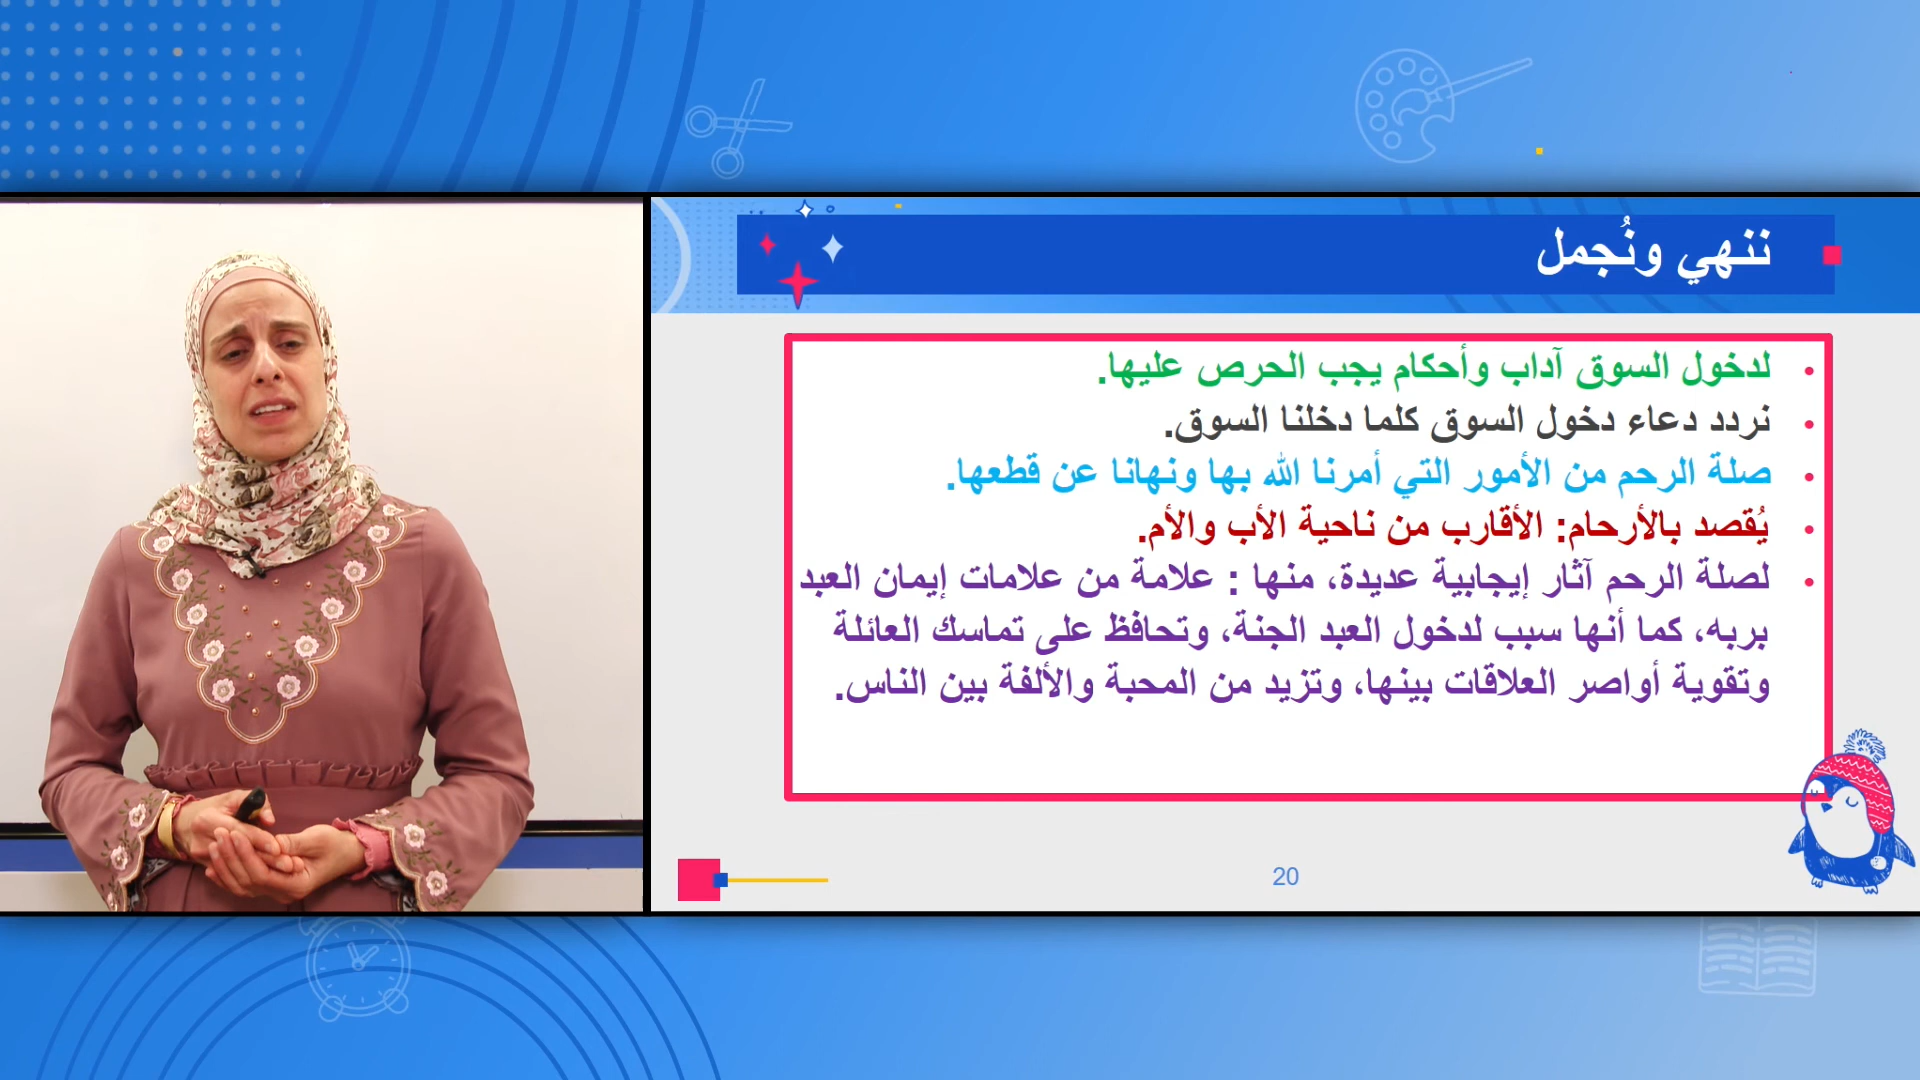 ننهي ونُجمل
لدخول السوق آداب وأحكام يجب الحرص عليها.
نردد دعاء دخول السوق كلما دخلنا السوق.
صلة الرحم من الأمور التي أمرنا الله بها ونهانا عن قطعها.
يُقصد بالأرحام: الأقارب من ناحية الأب والأم.
لصلة الرحم آثار إيجابية عديدة، منها : علامة من علامات إيمان العبد
بربه، كما أنها سبب لدخول العبد الجنة، وتحافظ على تماسك العائلة
وتقوية أواصر العلاقات بينها، وتزيد من المحبة والألفة بين الناس.
20